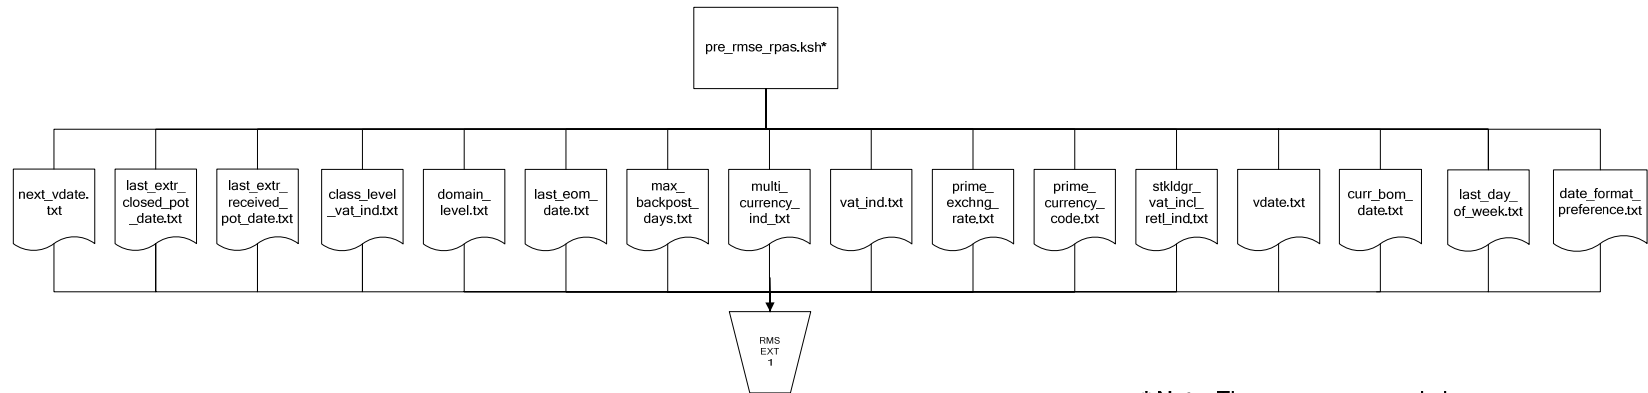 pre_rmse_rpas.ksh*
next_vdate.
txt
last_extr_
closed_pot
_date.txt
last_extr_
received_
pot_date.txt
class_level
_vat_ind.txt
domain_
level.txt
last_eom_
date.txt
max_
backpost_
days.txt
multi_
currency_
ind_txt
vat_ind.txt
prime_
exchng_
rate.txt
prime_
currency_
code.txt
stkldgr_
vat_incl_
retl_ind.txt
vdate.txt
curr_bom_
date.txt
last_day_
of_week.txt
date_format_
preference.txt
RMS
EXT
1